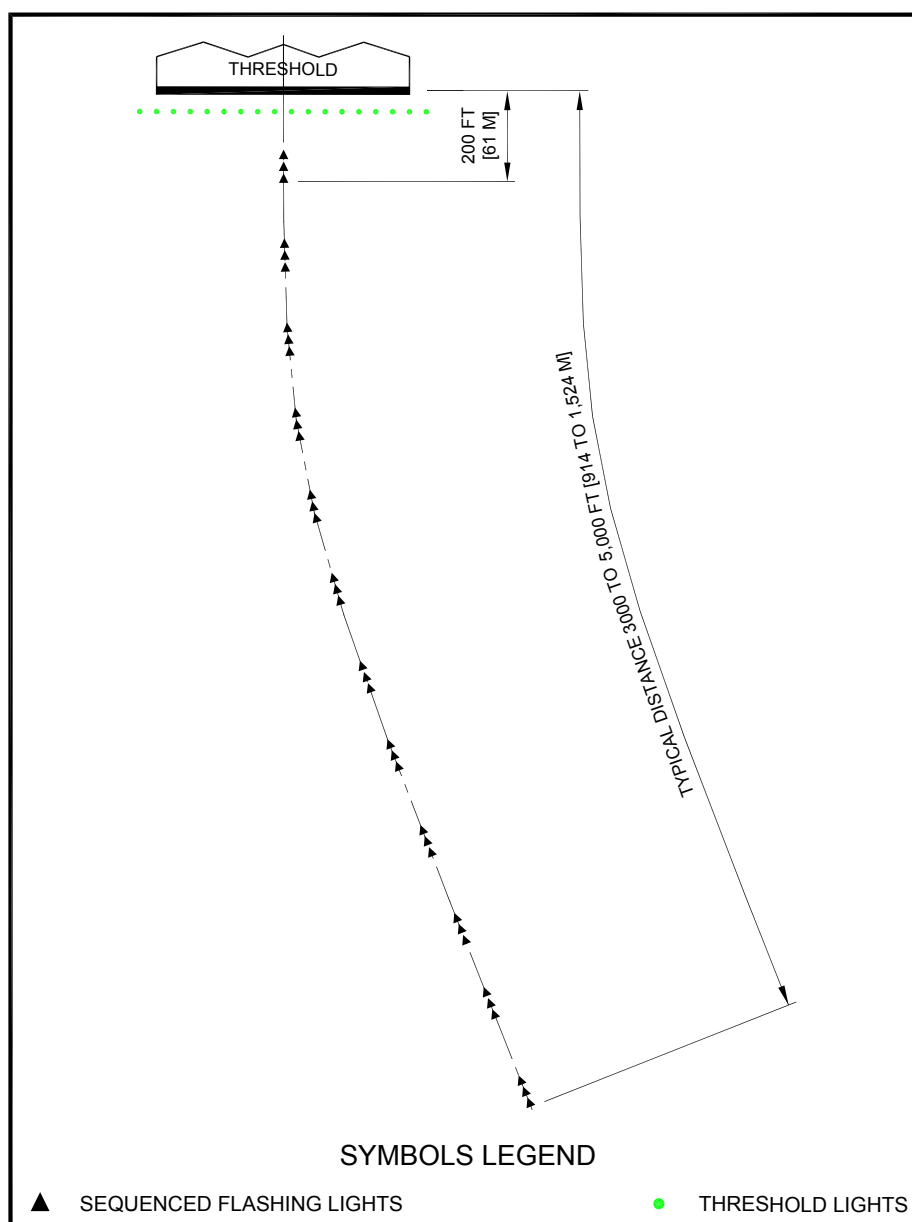 THRESHOLD
200 FT
[61 M]
TYPICAL DISTANCE 3000 TO 5,000 FT [914 TO 1,524 M]
SYMBOLS LEGEND
SEQUENCED FLASHING LIGHTS
THRESHOLD LIGHTS